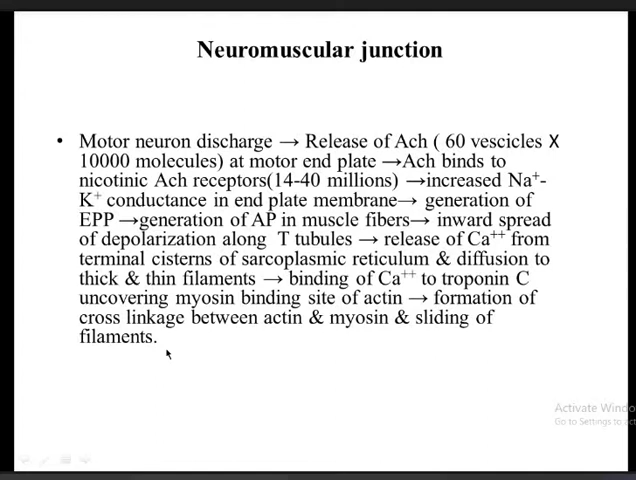 Neuromuscular junction
• Motor neuron discharge → Release of Ach ( 60 vescicles X
10000 molecules) at motor end plate →Ach binds to
nicotinic Ach receptors(14-40 millions) →increased Na⁺-
K⁺ conductance in end plate membrane→ generation of
EPP →generation of AP in muscle fibers→ inward spread
of depolarization along T tubules → release of Ca⁺⁺ from
terminal cisterns of sarcoplasmic reticulum & diffusion to
thick & thin filaments → binding of Ca⁺⁺ to troponin C
uncovering myosin binding site of actin → formation of
cross linkage between actin & myosin & sliding of
filaments.
Activate Windo
Go to Settings to act